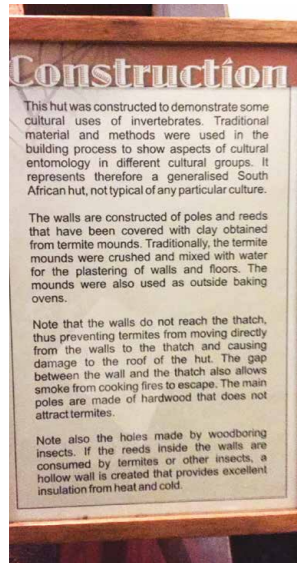 Construction
This hut was constructed to demonstrate some
cultural uses of invertebrates. Traditional
material and methods were used in the
building process to show aspects of cultural
entomology in different cultural groups. It
represents therefore a generalised South
African hut, not typical of any particular culture.
The walls are constructed of poles and reeds
that have been covered with clay obtained
from termite mounds. Traditionally, the termite
mounds were crushed and mixed with water
for the plastering of walls and floors. The
mounds were also used as outside baking
ovens.
Note that the walls do not reach the thatch,
thus preventing termites from moving directly
from the walls to the thatch and causing
damage to the roof of the hut. The gap
between the wall and the thatch also allows
smoke from cooking fires to escape. The main
poles are made of hardwood that does not
attract termites.
Note also the holes made by woodboring
insects. If the reeds inside the walls are
consumed by termites or other insects, a
hollow wall is created that provides excellent
insulation from heat and cold.